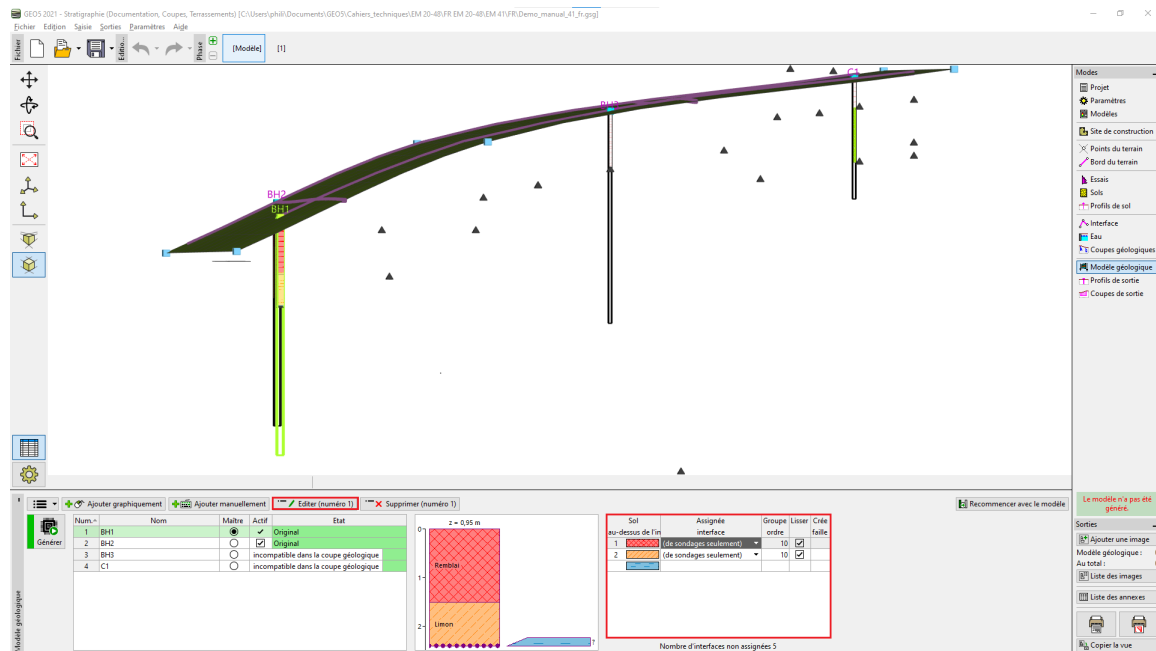 GEO5 2021 - Stratigraphie (Documentation, Coupes, Terrassements) [C:\Users\phili\Documents\GEO5\Cahiers_techniques\EM 20-48\FR EM 20-48\EM 41\FR\Demo_manual_41_fr.gsg]
Fichier Edition Saisie Sorties Paramètres Aide
Fichier
Editio...
Phase
[Modèle]
[1]
C1
BH3
BH2
BH1
Modes
Projet
Paramètres
Modèles
Site de construction
Points du terrain
Bord du terrain
Essais
Sols
Profils de sol
Interface
Eau
Coupes géologiques
Modèle géologique
Profils de sortie
Coupes de sortie
Ajouter graphiquement
Ajouter manuellement
Editer (numéro 1)
Supprimer (numéro 1)
Recommencer avec le modèle
Générer
Num. Nom Maître Actif Etat
1 BH1 Original
2 BH2 Original
3 BH3 incompatible dans la coupe géologique
4 C1 incompatible dans la coupe géologique
z = 0,95 m
0
Remblai
1
Limon
2
?
Sol Assignée Groupe Lisser Crée
au-dessus de l'in interface ordre faille
1 (de sondages seulement) 10
2 (de sondages seulement) 10
Nombre d'interfaces non assignées 5
Modèle géologique
Le modèle n'a pas été
généré.
Sorties
Ajouter une image
Modèle géologique :
Au total :
Liste des images
Liste des annexes
Copier la vue